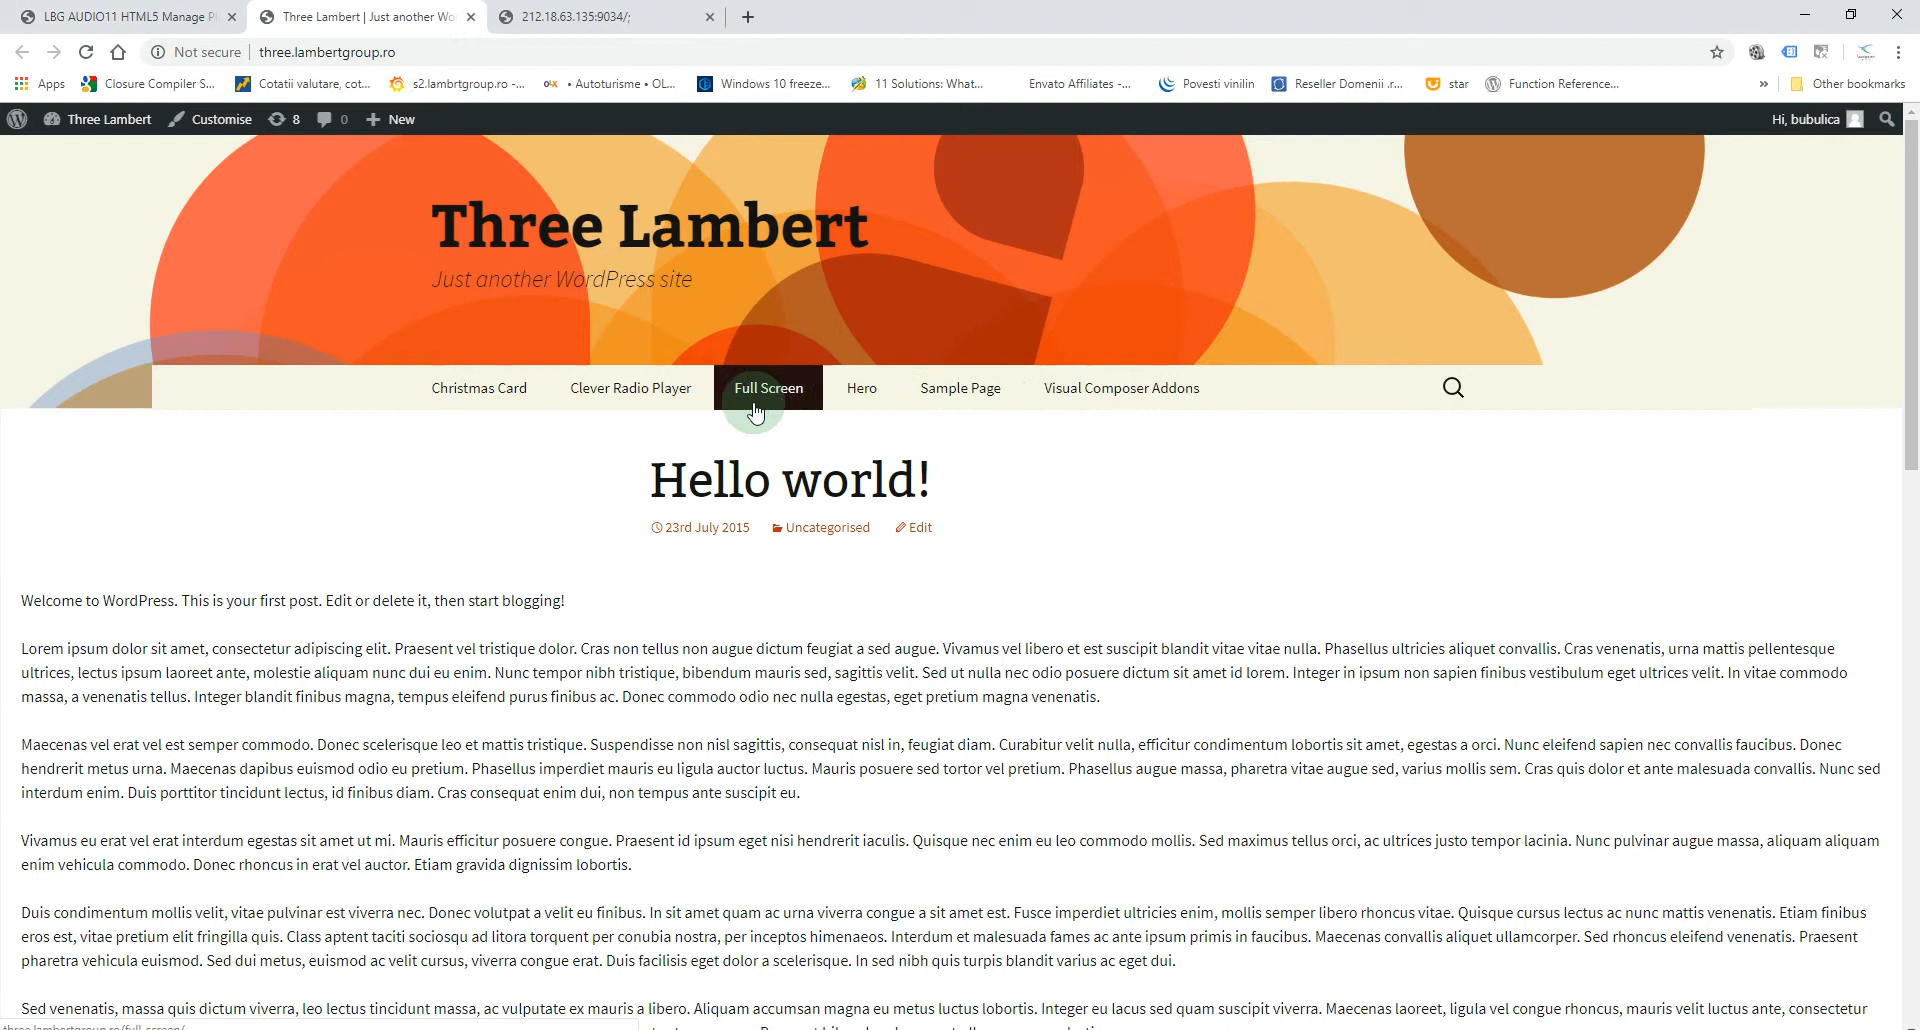 LBG AUDIO11 HTML5 Manage P
Three Lambert | Just another Wo
212.18.63.135:9034/;
Not secure
three.lambertgroup.ro
Apps
Closure Compiler S...
Cotatii valutare, cot...
s2.lambrtgroup.ro -...
• Autoturisme • OL...
Windows 10 freeze...
11 Solutions: What...
Envato Affiliates -...
Povesti vinilin
Reseller Domenii .r...
star
Function Reference...
»
Other bookmarks
Three Lambert
Customise
8
0
New
Hi, bubulica
Three Lambert
Just another WordPress site
Christmas Card
Clever Radio Player
Full Screen
Hero
Sample Page
Visual Composer Addons
Hello world!
23rd July 2015
Uncategorised
Edit
Welcome to WordPress. This is your first post. Edit or delete it, then start blogging!
Lorem ipsum dolor sit amet, consectetur adipiscing elit. Praesent vel tristique dolor. Cras non tellus non augue dictum feugiat a sed augue. Vivamus vel libero et est suscipit blandit vitae vitae nulla. Phasellus ultricies aliquet convallis. Cras venenatis, urna mattis pellentesque
ultrices, lectus ipsum laoreet ante, molestie aliquam nunc dui eu enim. Nunc tempor nibh tristique, bibendum mauris sed, sagittis velit. Sed ut nulla nec odio posuere dictum sit amet id lorem. Integer in ipsum non sapien finibus vestibulum eget ultrices velit. In vitae commodo
massa, a venenatis tellus. Integer blandit finibus magna, tempus eleifend purus finibus ac. Donec commodo odio nec nulla egestas, eget pretium magna venenatis.
Maecenas vel erat vel est semper commodo. Donec scelerisque leo et mattis tristique. Suspendisse non nisl sagittis, consequat nisl in, feugiat diam. Curabitur velit nulla, efficitur condimentum lobortis sit amet, egestas a orci. Nunc eleifend sapien nec convallis faucibus. Donec
hendrerit metus urna. Maecenas dapibus euismod odio eu pretium. Phasellus imperdiet mauris eu ligula auctor luctus. Mauris posuere sed tortor vel pretium. Phasellus augue massa, pharetra vitae augue sed, varius mollis sem. Cras quis dolor et ante malesuada convallis. Nunc sed
interdum enim. Duis porttitor tincidunt lectus, id finibus diam. Cras consequat enim dui, non tempus ante suscipit eu.
Vivamus eu erat vel erat interdum egestas sit amet ut mi. Mauris efficitur posuere congue. Praesent id ipsum eget nisi hendrerit iaculis. Quisque nec enim eu leo commodo mollis. Sed maximus tellus orci, ac ultrices justo tempor lacinia. Nunc pulvinar augue massa, aliquam aliquam
enim vehicula commodo. Donec rhoncus in erat vel auctor. Etiam gravida dignissim lobortis.
Duis condimentum mollis velit, vitae pulvinar est viverra nec. Donec volutpat a velit eu finibus. In sit amet quam ac urna viverra congue a sit amet est. Fusce imperdiet ultricies enim, mollis semper libero rhoncus vitae. Quisque cursus lectus ac nunc mattis venenatis. Etiam finibus
eros est, vitae pretium elit fringilla quis. Class aptent taciti sociosqu ad litora torquent per conubia nostra, per inceptos himenaeos. Interdum et malesuada fames ac ante ipsum primis in faucibus. Maecenas convallis aliquet ullamcorper. Sed rhoncus eleifend venenatis. Praesent
pharetra vehicula euismod. Sed dui metus, euismod ac velit cursus, viverra congue erat. Duis facilisis eget dolor a scelerisque. In sed nibh quis turpis blandit varius ac eget dui.
Sed venenatis, massa quis dictum viverra, leo lectus tincidunt massa, ac vulputate ex mauris a libero. Aliquam accumsan magna eu metus luctus lobortis. Integer eu lacus sed quam suscipit viverra. Maecenas laoreet, ligula vel congue rhoncus, mauris velit luctus ante, consectetur